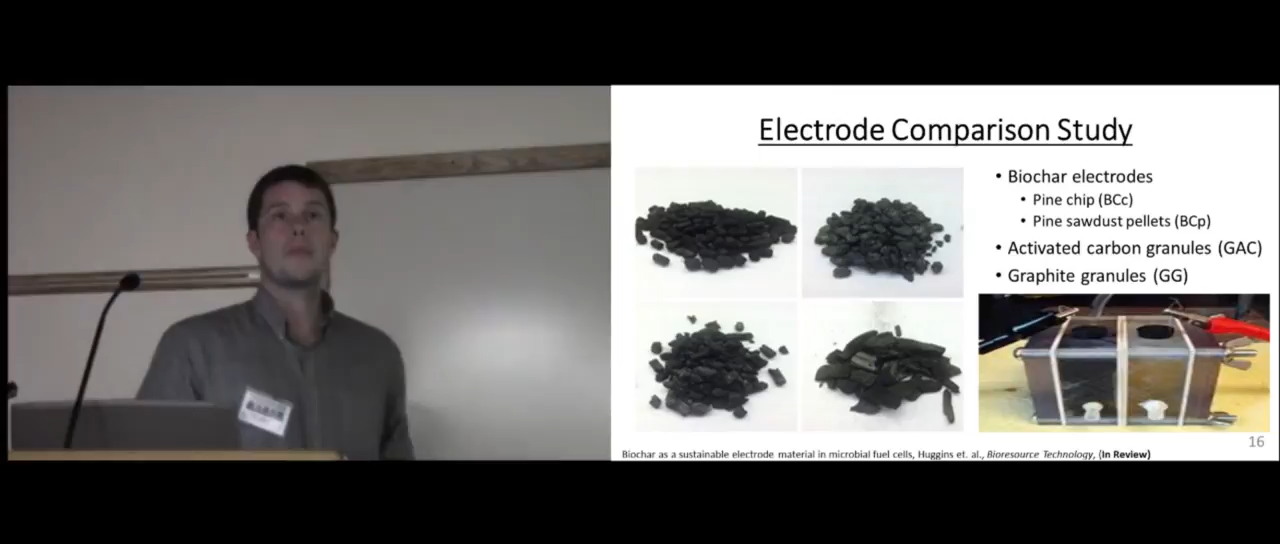 Electrode Comparison Study
• Biochar electrodes
• Pine chip (BCc)
• Pine sawdust pellets (BCp)
• Activated carbon granules (GAC)
• Graphite granules (GG)
16
Biochar as a sustainable electrode material in microbial fuel cells, Huggins et. al., Bioresource Technology, (In Review)